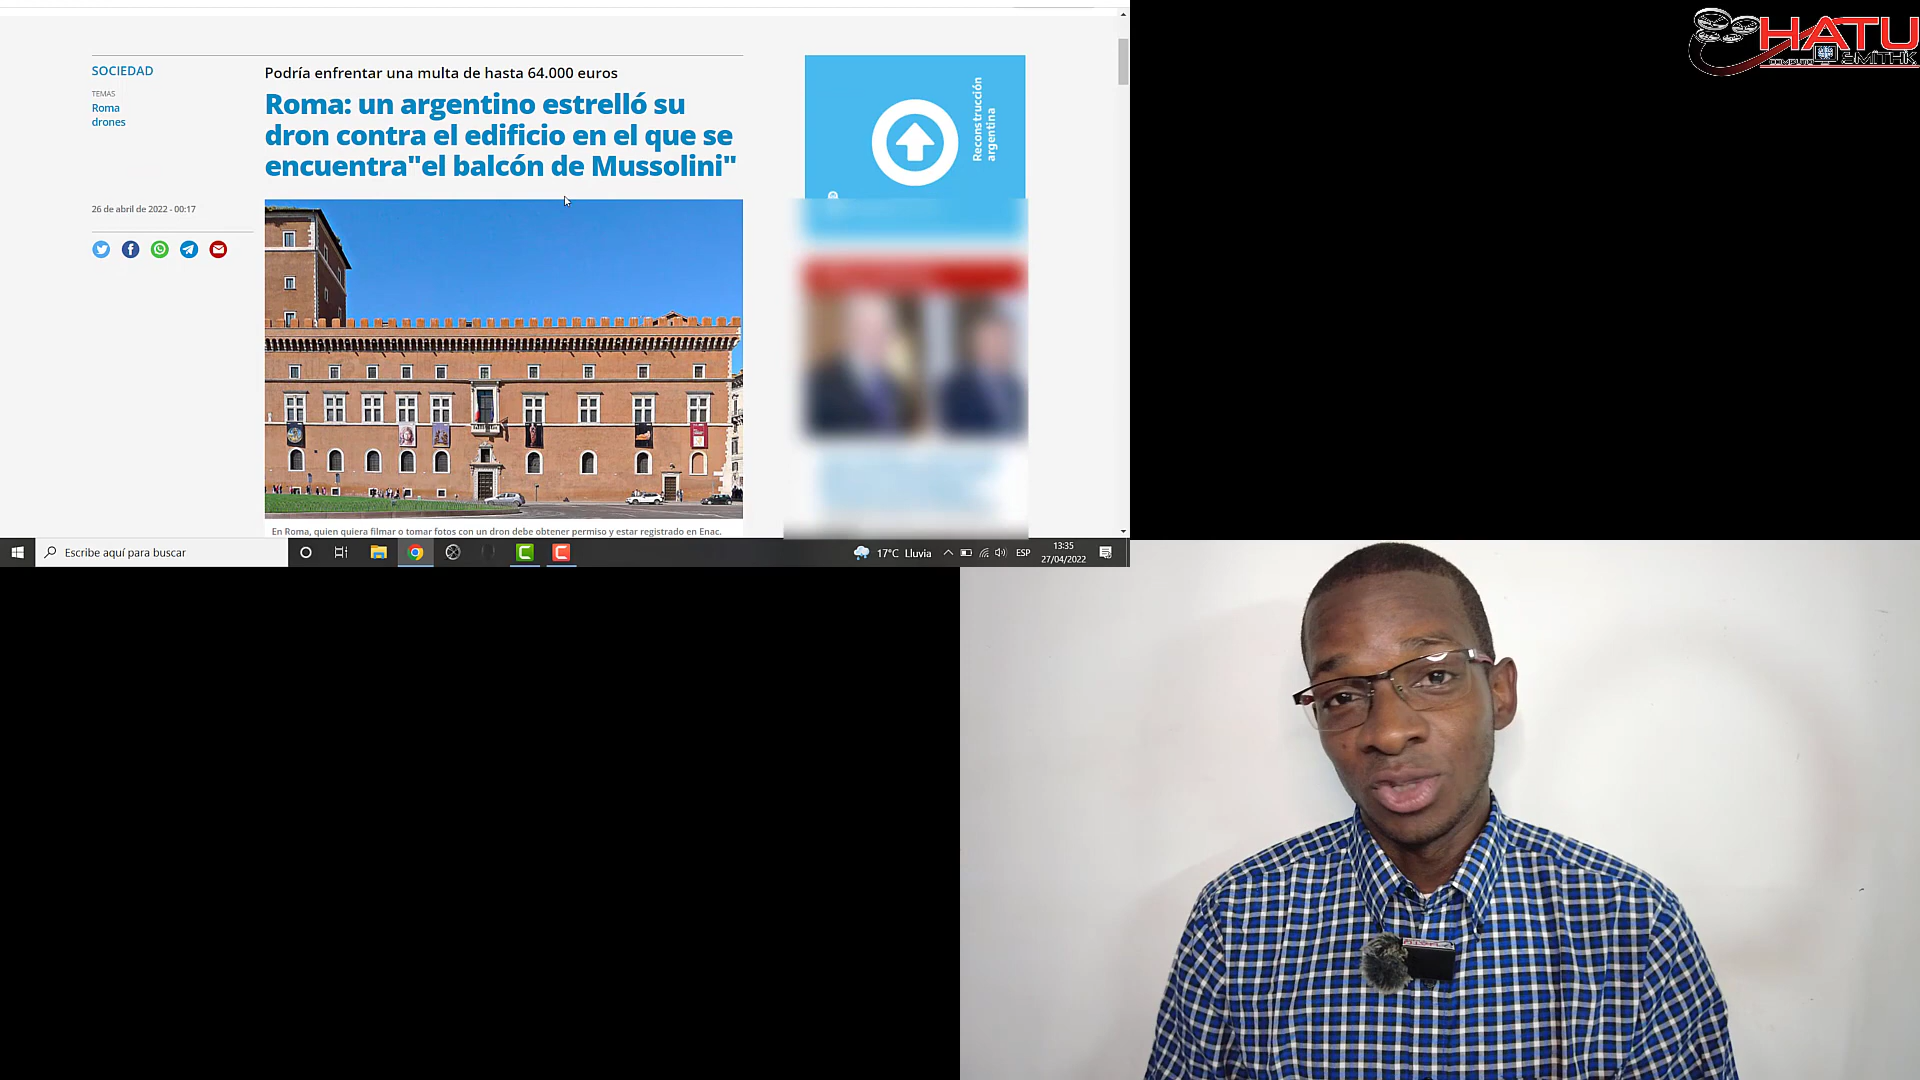 SOCIEDAD
TEMAS
Roma
drones
26 de abril de 2022 - 00:17
Podría enfrentar una multa de hasta 64.000 euros
Roma: un argentino estrelló su
dron contra el edificio en el que se
encuentra"el balcón de Mussolini"
En Roma, quien quiera filmar o tomar fotos con un dron debe obtener permiso y estar registrado en Enac.
Reconstrucción
argentina
Escribe aquí para buscar
17°C Lluvia
ESP
13:35
27/04/2022
HATU
SMITHK